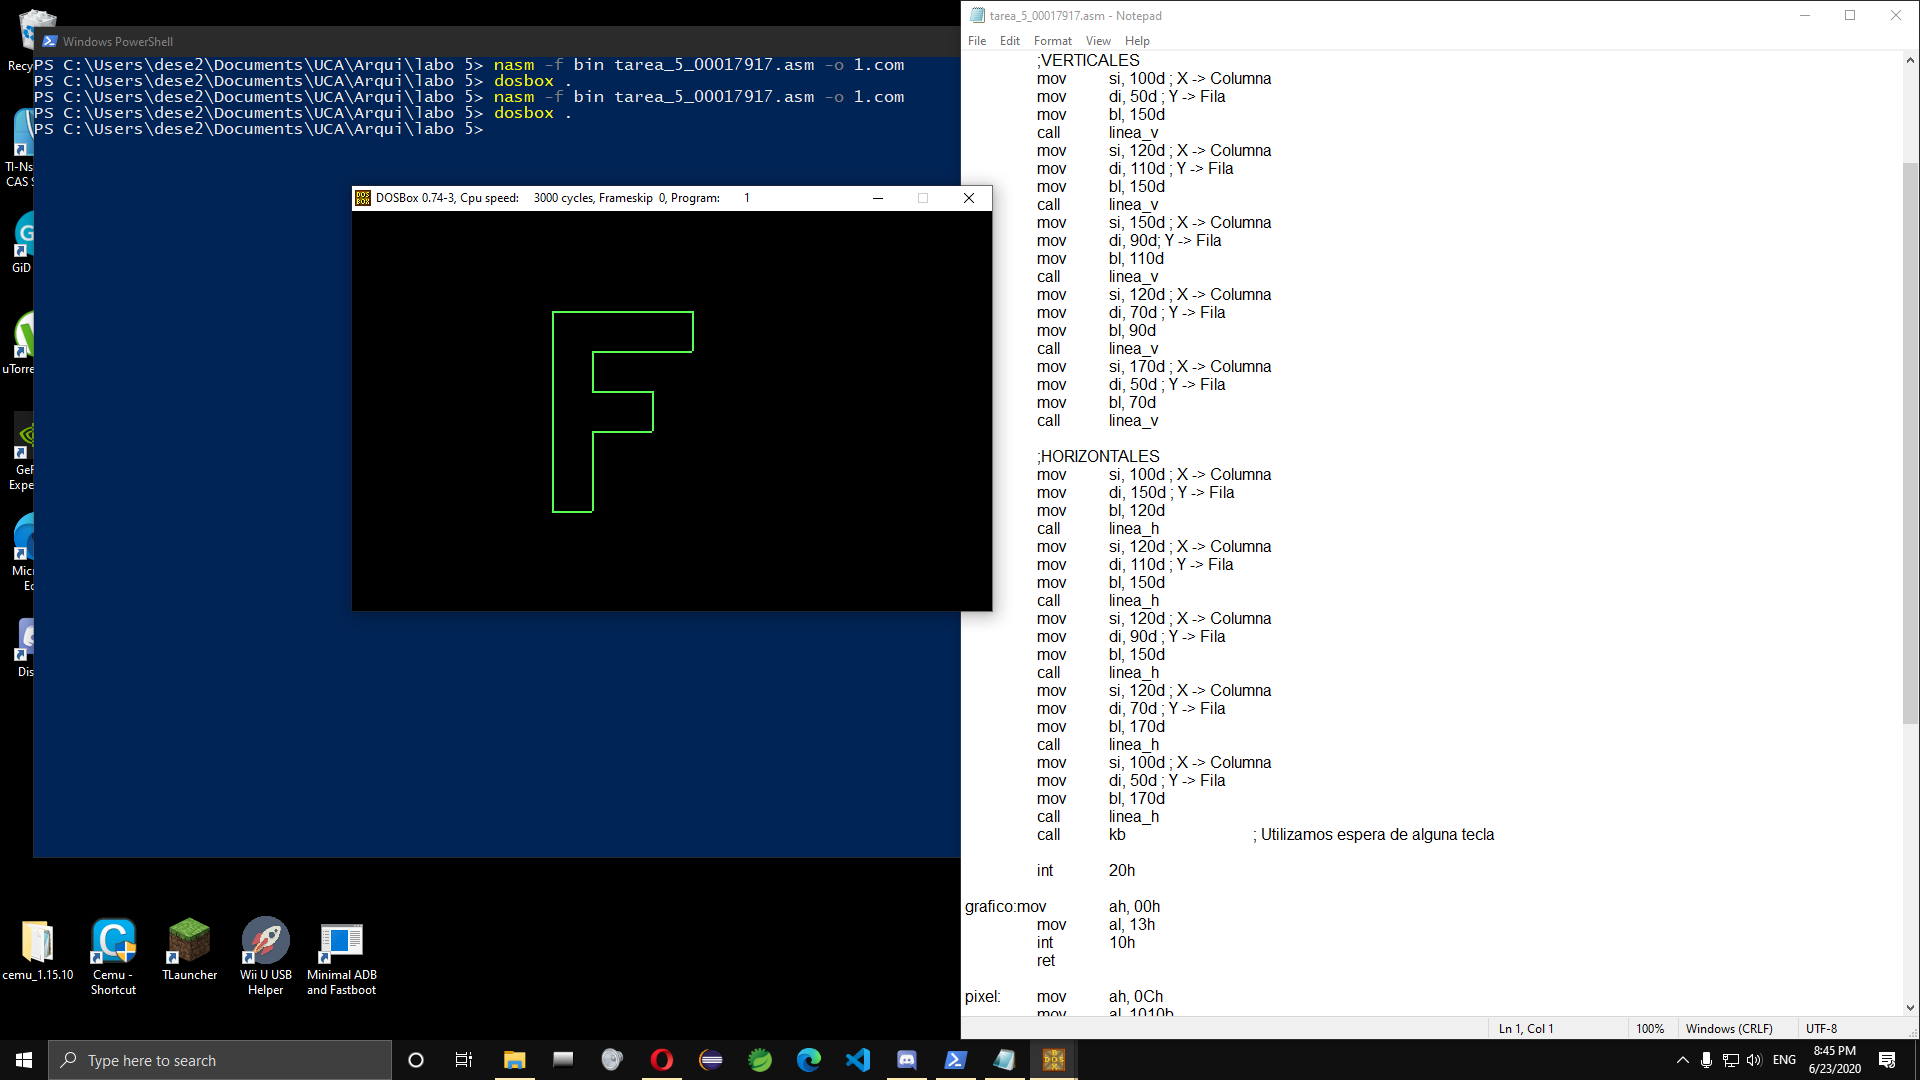 Windows PowerShell
PS C:\Users\dese2\Documents\UCA\Arqui\labo 5> nasm -f bin tarea_5_00017917.asm -o 1.com
PS C:\Users\dese2\Documents\UCA\Arqui\labo 5> dosbox .
PS C:\Users\dese2\Documents\UCA\Arqui\labo 5> nasm -f bin tarea_5_00017917.asm -o 1.com
PS C:\Users\dese2\Documents\UCA\Arqui\labo 5> dosbox .
PS C:\Users\dese2\Documents\UCA\Arqui\labo 5>
DOSBox 0.74-3, Cpu speed: 3000 cycles, Frameskip 0, Program: 1
F
tarea_5_00017917.asm - Notepad
File Edit Format View Help
;VERTICALES
mov si, 100d ; X -> Columna
mov di, 50d ; Y -> Fila
mov bl, 150d
call linea_v
mov si, 120d ; X -> Columna
mov di, 110d ; Y -> Fila
mov bl, 150d
call linea_v
mov si, 150d ; X -> Columna
mov di, 90d; Y -> Fila
mov bl, 110d
call linea_v
mov si, 120d ; X -> Columna
mov di, 70d ; Y -> Fila
mov bl, 90d
call linea_v
mov si, 170d ; X -> Columna
mov di, 50d ; Y -> Fila
mov bl, 70d
call linea_v
;HORIZONTALES
mov si, 100d ; X -> Columna
mov di, 150d ; Y -> Fila
mov bl, 120d
call linea_h
mov si, 120d ; X -> Columna
mov di, 110d ; Y -> Fila
mov bl, 150d
call linea_h
mov si, 120d ; X -> Columna
mov di, 90d ; Y -> Fila
mov bl, 150d
call linea_h
mov si, 120d ; X -> Columna
mov di, 70d ; Y -> Fila
mov bl, 170d
call linea_h
mov si, 100d ; X -> Columna
mov di, 50d ; Y -> Fila
mov bl, 170d
call linea_h
call kb ; Utilizamos espera de alguna tecla
int 20h
grafico:mov ah, 00h
mov al, 13h
int 10h
ret
pixel: mov ah, 0Ch
mov al, 1010b
Ln 1, Col 1
100%
Windows (CRLF)
UTF-8
Recy
TI-Ns
CAS S
GiD
uTorre
GeF
Expe
Mic
Ec
Dis
cemu_1.15.10
Cemu -
Shortcut
TLauncher
Wii U USB
Helper
Minimal ADB
and Fastboot
Type here to search
ENG
8:45 PM
6/23/2020